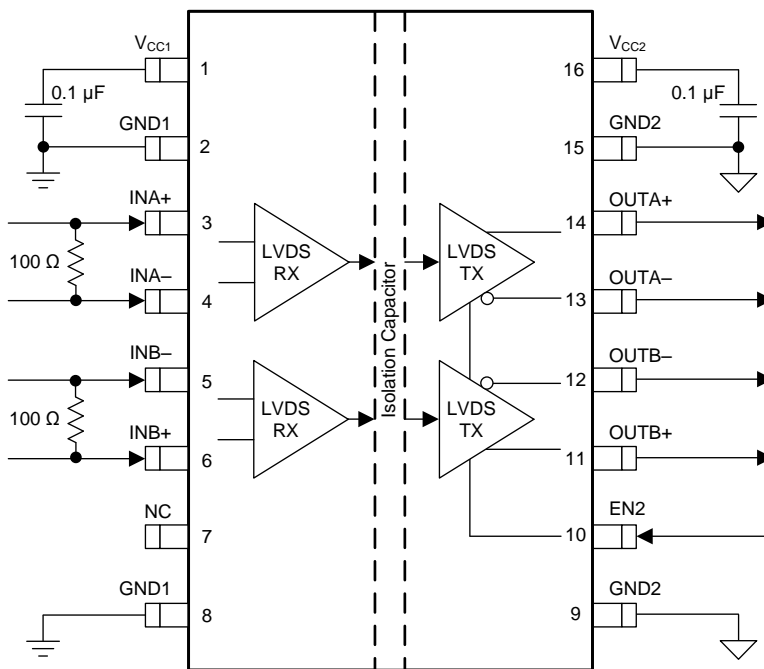 VCC1
1
0.1 µF
GND1
2
INA+
3
100 Ω
INA–
4
INB–
5
100 Ω
INB+
6
NC
7
GND1
8
LVDS
RX
LVDS
RX
Isolation Capacitor
LVDS
TX
LVDS
TX
VCC2
16
0.1 µF
GND2
15
OUTA+
14
OUTA–
13
OUTB–
12
OUTB+
11
EN2
10
GND2
9